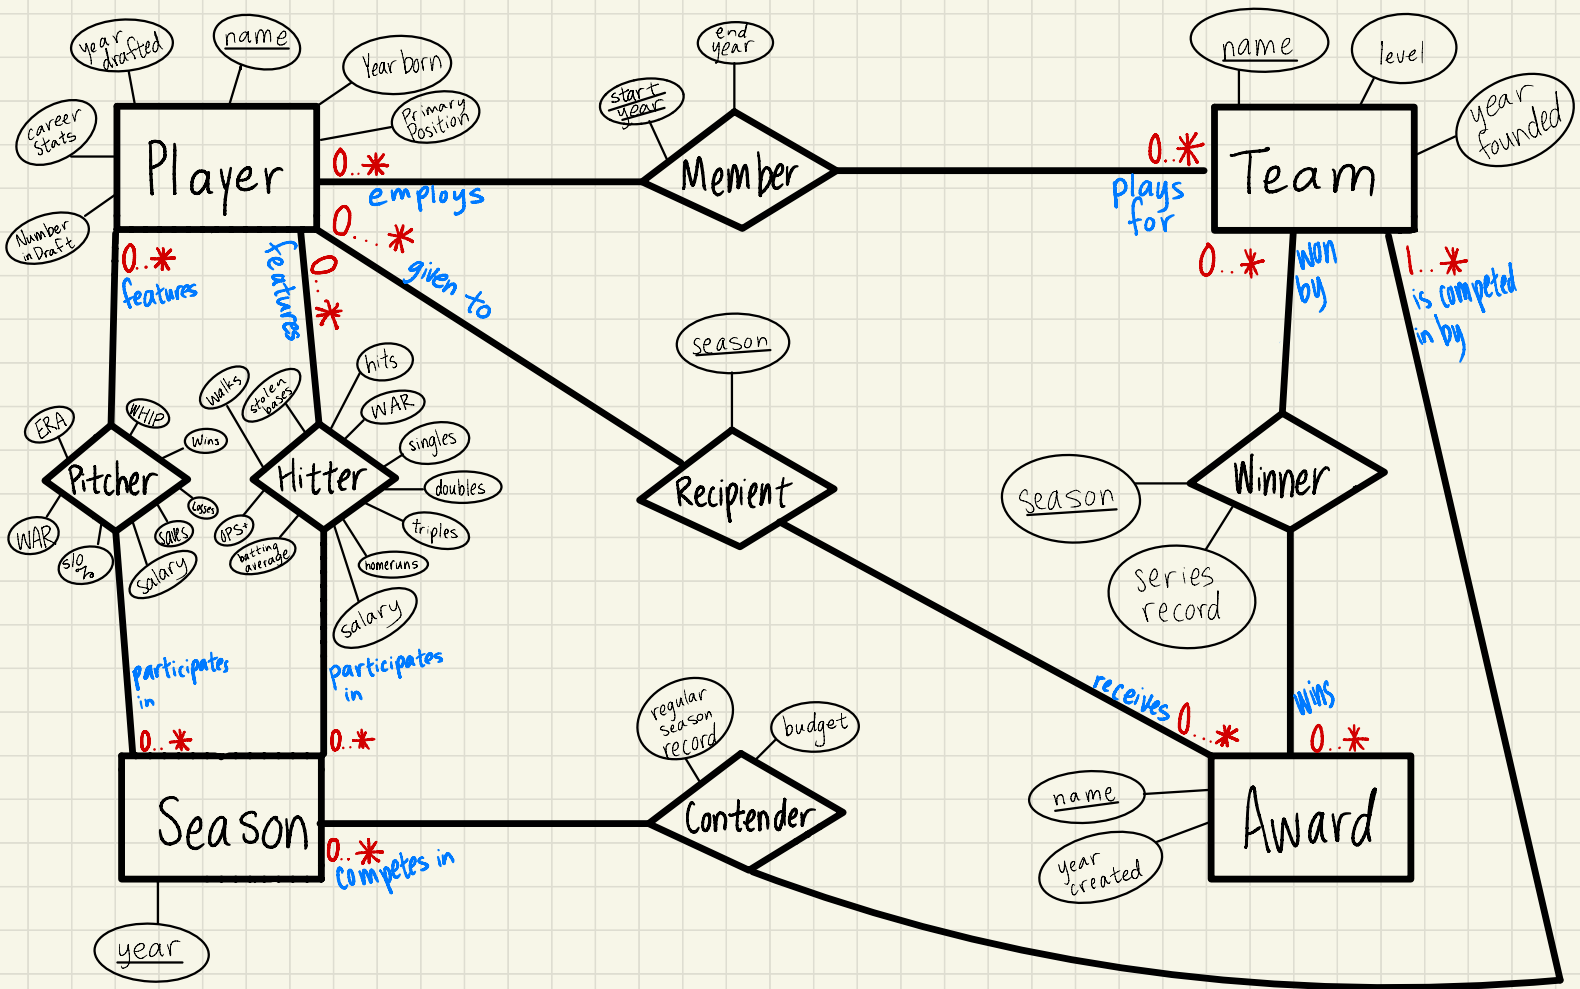 year
drafted
name
Year born
Primary
Position
career
Stats
Number
in Draft
Player
0..*
employs
start
year
end
year
Member
0..*
plays
for
name
level
year
founded
Team
0..*
features
features
0..*
0...*
given to
0..*
won
by
1..*
is competed
in by
ERA
WHIP
Wins
Losses
saves
salary
s/o
%
WAR
Pitcher
walks
stolen
bases
hits
WAR
singles
doubles
triples
homeruns
salary
batting
average
OPS+
Hitter
season
Recipient
season
series
record
Winner
participates
in
0..*
participates
in
0..*
receives
0...*
wins
0..*
Season
0..*
competes in
year
regular
season
record
budget
Contender
name
year
created
Award